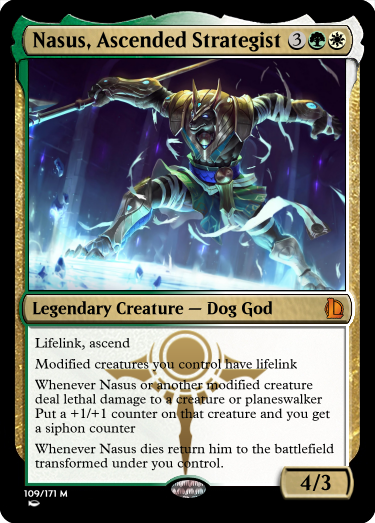 Nasus, Ascended Strategist 3
Legendary Creature — Dog God
Lifelink, ascend
Modified creatures you control have lifelink
Whenever Nasus or another modified creature
deal lethal damage to a creature or planeswalker
Put a +1/+1 counter on that creature and you get
a siphon counter
Whenever Nasus dies return him to the battlefield
transformed under you control.
4/3
109/171 M